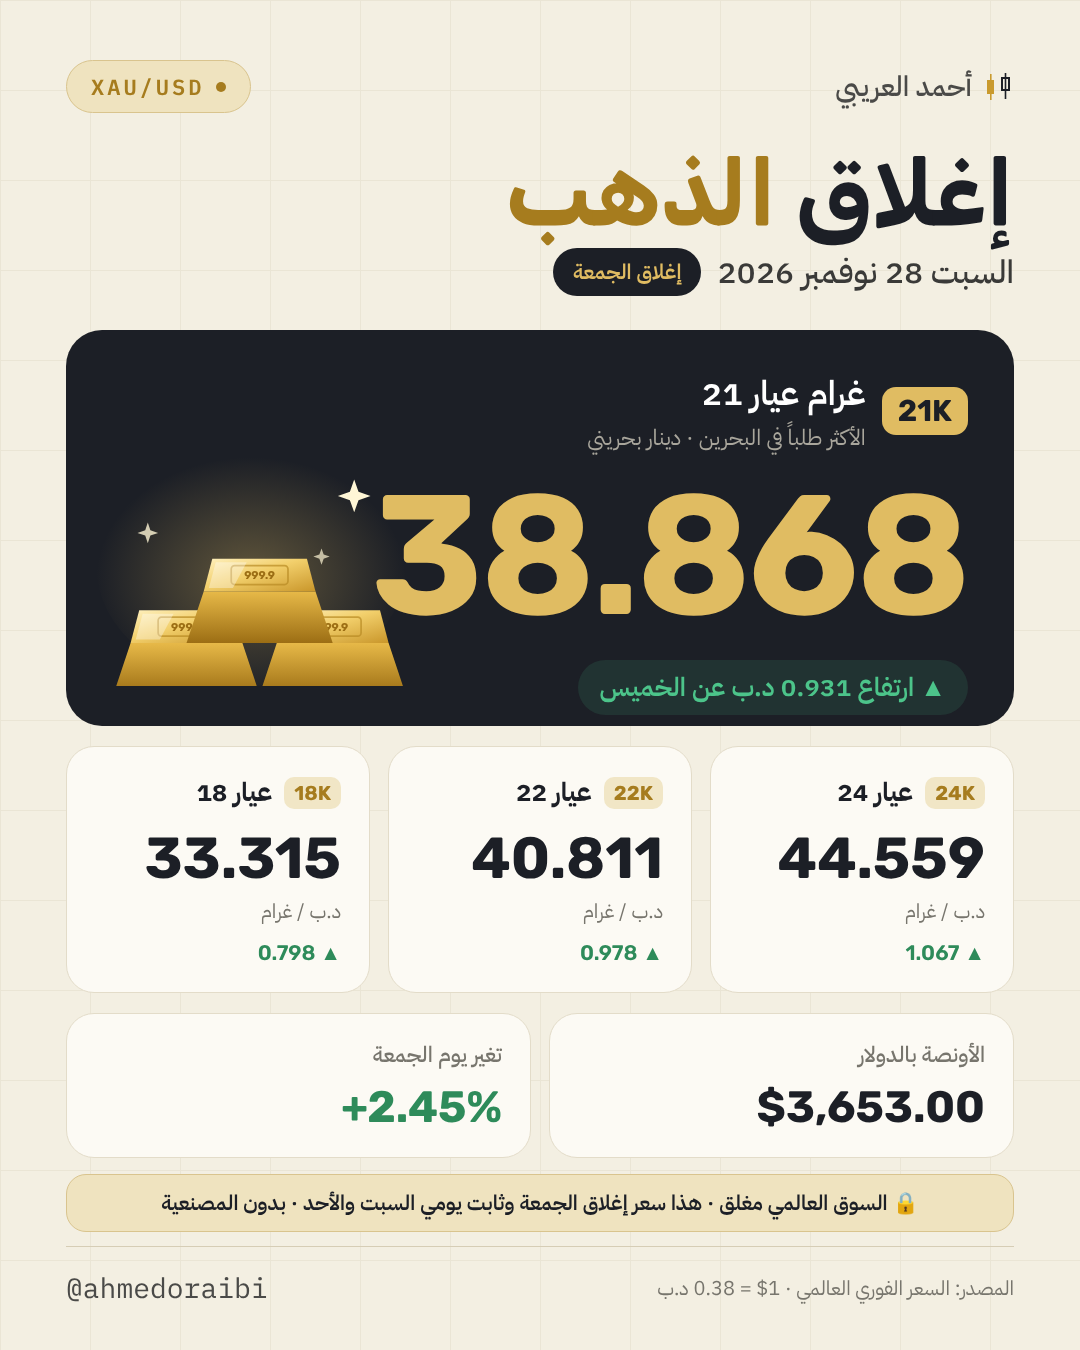 أحمد العريبي
XAU/USD
إغلاق الذهب
السبت 28 نوفمبر 2026
إغلاق الجمعة
21K
غرام عيار 21
الأكثر طلباً في البحرين · دينار بحريني
38.868
▲ ارتفاع 0.931 د.ب عن الخميس
999.9
999
99.9
24K عيار 24
44.559
د.ب / غرام
▲ 1.067
22K عيار 22
40.811
د.ب / غرام
▲ 0.978
18K عيار 18
33.315
د.ب / غرام
▲ 0.798
الأونصة بالدولار
$3,653.00
تغير يوم الجمعة
+2.45%
🔒 السوق العالمي مغلق · هذا سعر إغلاق الجمعة وثابت يومي السبت والأحد · بدون المصنعية
المصدر: السعر الفوري العالمي · $1 = 0.38 د.ب
@ahmedoraibi